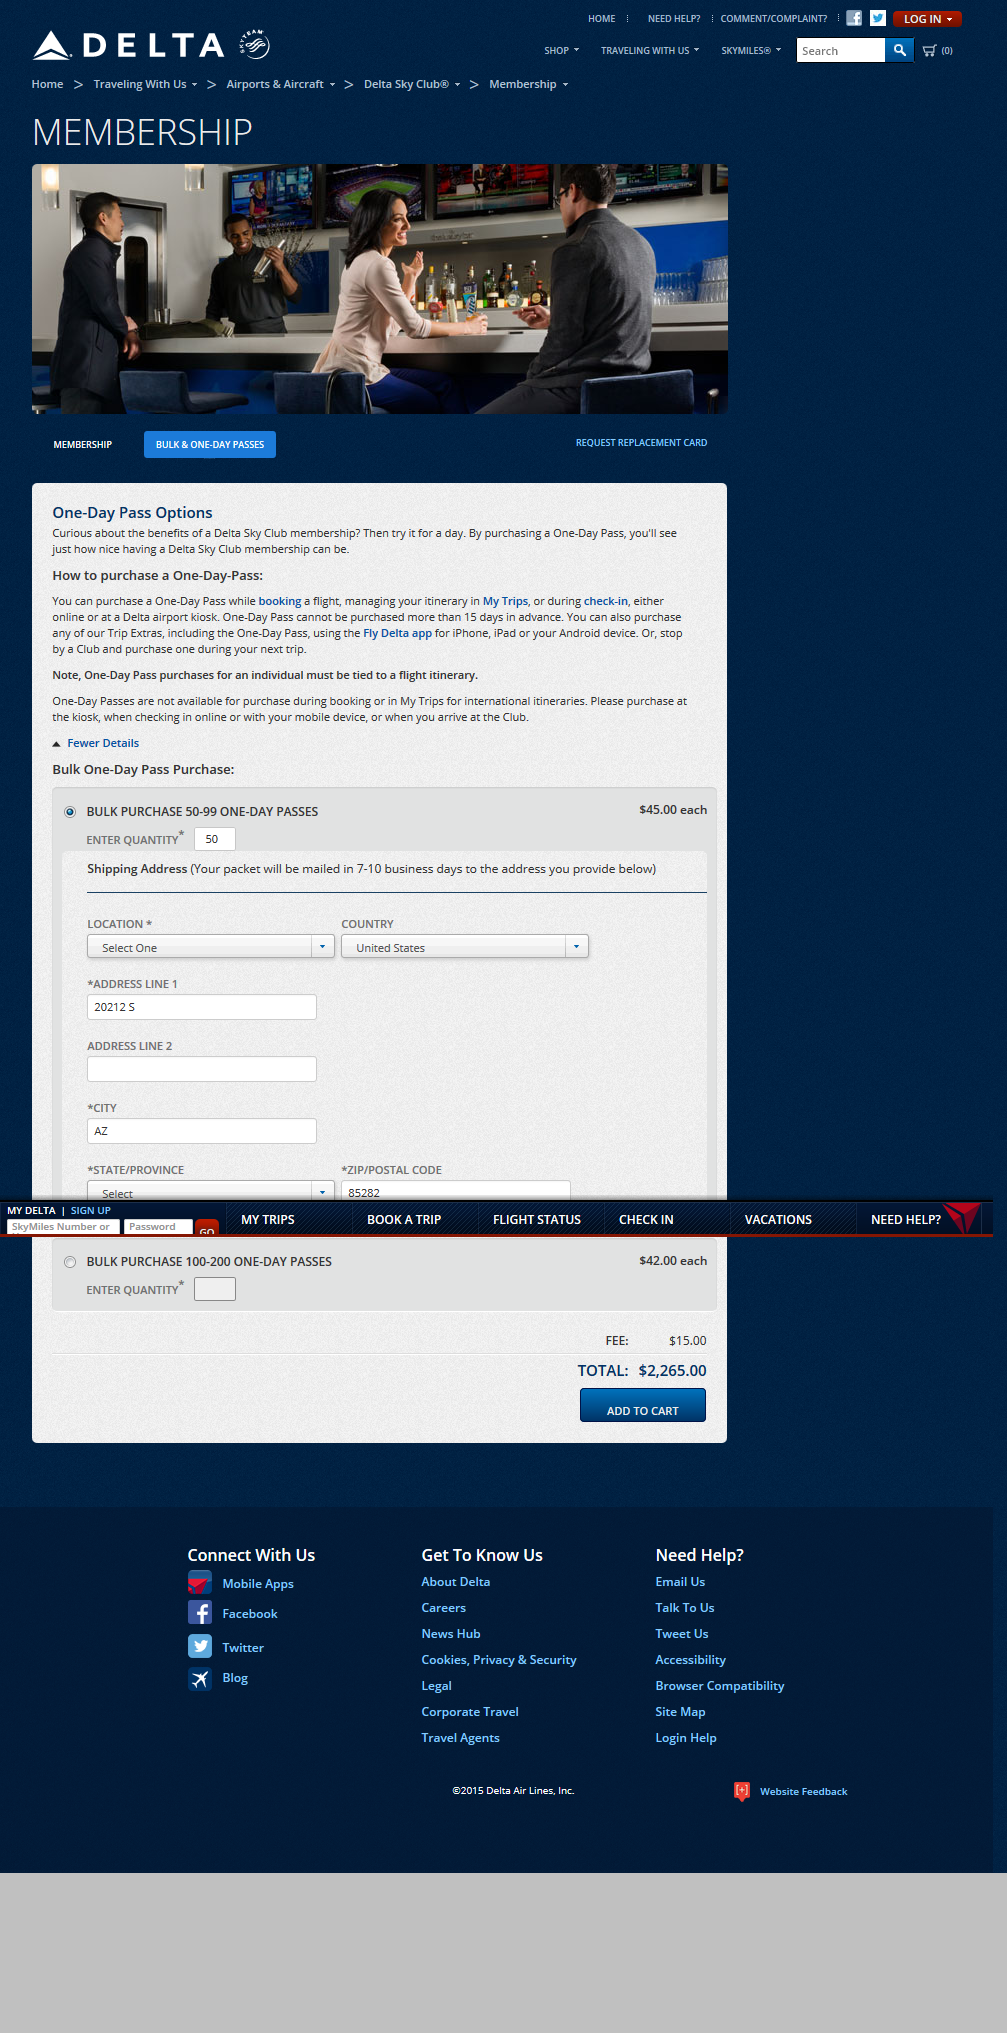 HOME
NEED HELP?
COMMENT/COMPLAINT?
LOG IN
DELTA
SKYTEAM
SHOP
TRAVELING WITH US
SKYMILES®
Search
(0)
Home > Traveling With Us > Airports & Aircraft > Delta Sky Club® > Membership
MEMBERSHIP
MEMBERSHIP
BULK & ONE-DAY PASSES
REQUEST REPLACEMENT CARD
One-Day Pass Options
Curious about the benefits of a Delta Sky Club membership? Then try it for a day. By purchasing a One-Day Pass, you'll see
just how nice having a Delta Sky Club membership can be.
How to purchase a One-Day-Pass:
You can purchase a One-Day Pass while booking a flight, managing your itinerary in My Trips, or during check-in, either
online or at a Delta airport kiosk. One-Day Pass cannot be purchased more than 15 days in advance. You can also purchase
any of our Trip Extras, including the One-Day Pass, using the Fly Delta app for iPhone, iPad or your Android device. Or, stop
by a Club and purchase one during your next trip.
Note, One-Day Pass purchases for an individual must be tied to a flight itinerary.
One-Day Passes are not available for purchase during booking or in My Trips for international itineraries. Please purchase at
the kiosk, when checking in online or with your mobile device, or when you arrive at the Club.
Fewer Details
Bulk One-Day Pass Purchase:
BULK PURCHASE 50-99 ONE-DAY PASSES
$45.00 each
ENTER QUANTITY* 50
Shipping Address (Your packet will be mailed in 7-10 business days to the address you provide below)
LOCATION * COUNTRY
Select One United States
*ADDRESS LINE 1
20212 S
ADDRESS LINE 2
*CITY
AZ
*STATE/PROVINCE *ZIP/POSTAL CODE
Select 85282
MY DELTA | SIGN UP
SkyMiles Number or Password GO
MY TRIPS BOOK A TRIP FLIGHT STATUS CHECK IN VACATIONS NEED HELP?
BULK PURCHASE 100-200 ONE-DAY PASSES
$42.00 each
ENTER QUANTITY*
FEE: $15.00
TOTAL: $2,265.00
ADD TO CART
Connect With Us
Mobile Apps
Facebook
Twitter
Blog
Get To Know Us
About Delta
Careers
News Hub
Cookies, Privacy & Security
Legal
Corporate Travel
Travel Agents
Need Help?
Email Us
Talk To Us
Tweet Us
Accessibility
Browser Compatibility
Site Map
Login Help
©2015 Delta Air Lines, Inc.
[+] Website Feedback